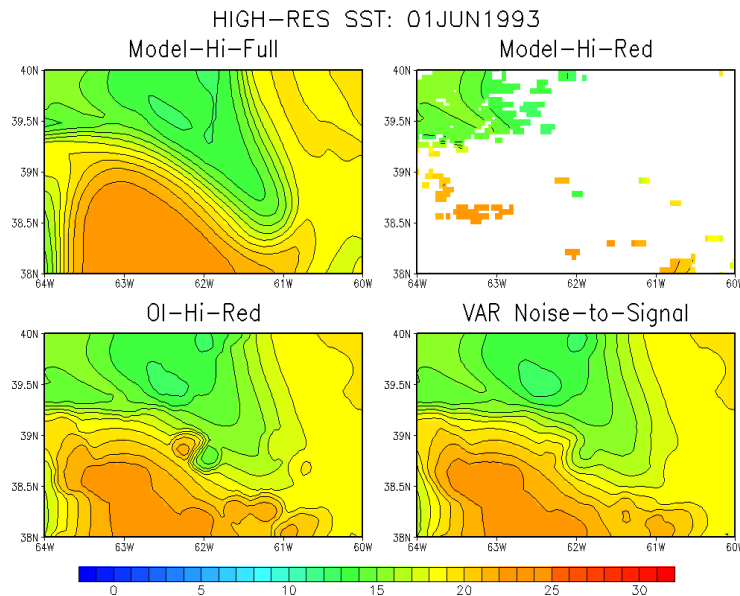 HIGH-RES SST: 01JUN1993
Model-Hi-Full
Model-Hi-Red
40N
39.5N
39N
38.5N
38N
64W 63W 62W 61W 60W
40N
39.5N
39N
38.5N
38N
64W 63W 62W 61W 60W
OI-Hi-Red
VAR Noise-to-Signal
40N
39.5N
39N
38.5N
38N
64W 63W 62W 61W 60W
40N
39.5N
39N
38.5N
38N
64W 63W 62W 61W 60W
0 5 10 15 20 25 30